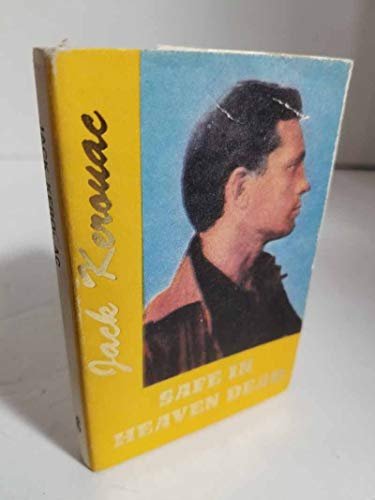 Jack Kerouac
SAFE IN
HEAVEN DEAD
JACK KEROUAC